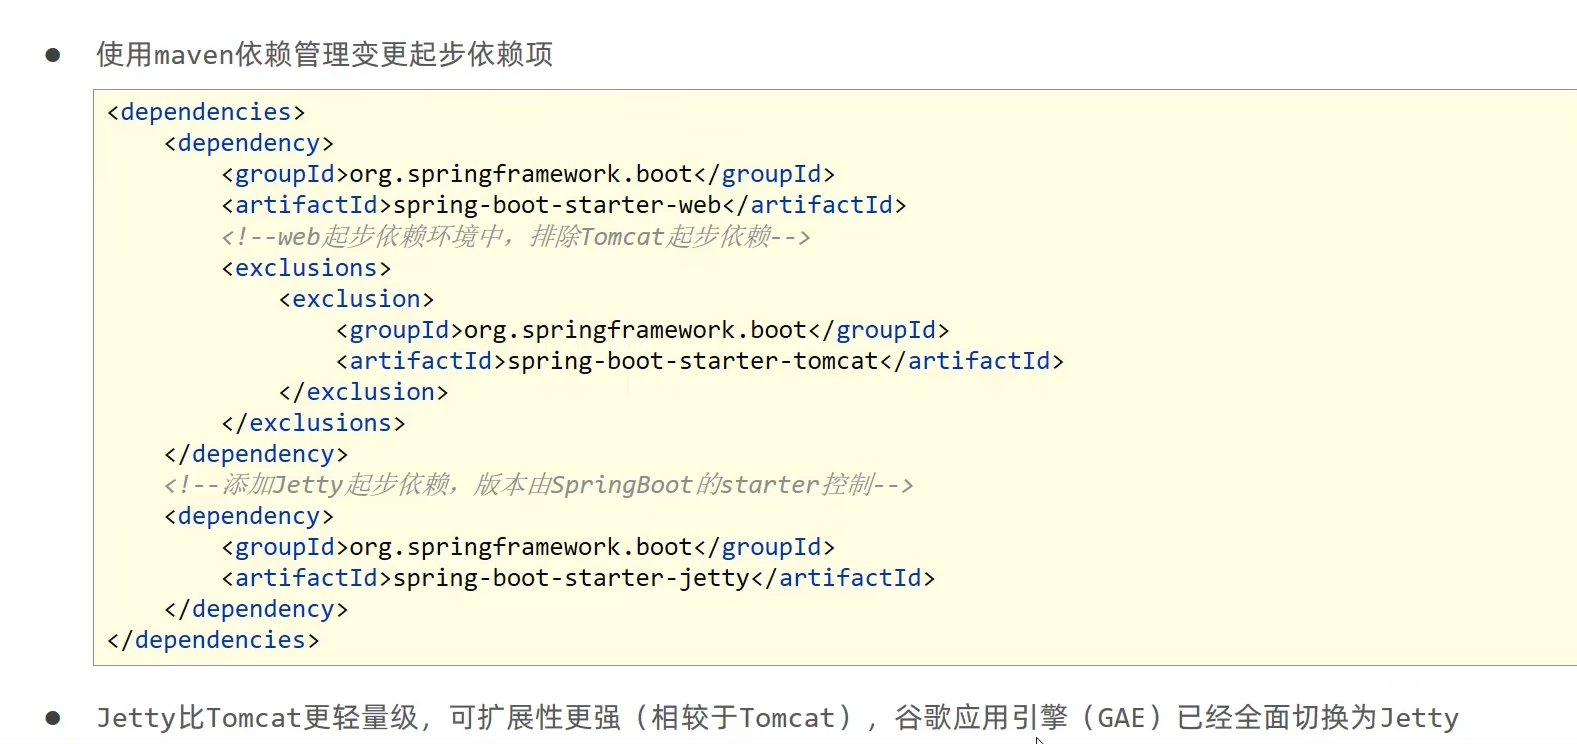 ● 使用maven依赖管理变更起步依赖项
<dependencies>
    <dependency>
        <groupId>org.springframework.boot</groupId>
        <artifactId>spring-boot-starter-web</artifactId>
        <!--web起步依赖环境中，排除Tomcat起步依赖-->
        <exclusions>
            <exclusion>
                <groupId>org.springframework.boot</groupId>
                <artifactId>spring-boot-starter-tomcat</artifactId>
            </exclusion>
        </exclusions>
    </dependency>
    <!--添加Jetty起步依赖，版本由SpringBoot的starter控制-->
    <dependency>
        <groupId>org.springframework.boot</groupId>
        <artifactId>spring-boot-starter-jetty</artifactId>
    </dependency>
</dependencies>
● Jetty比Tomcat更轻量级，可扩展性更强（相较于Tomcat），谷歌应用引擎（GAE）已经全面切换为Jetty